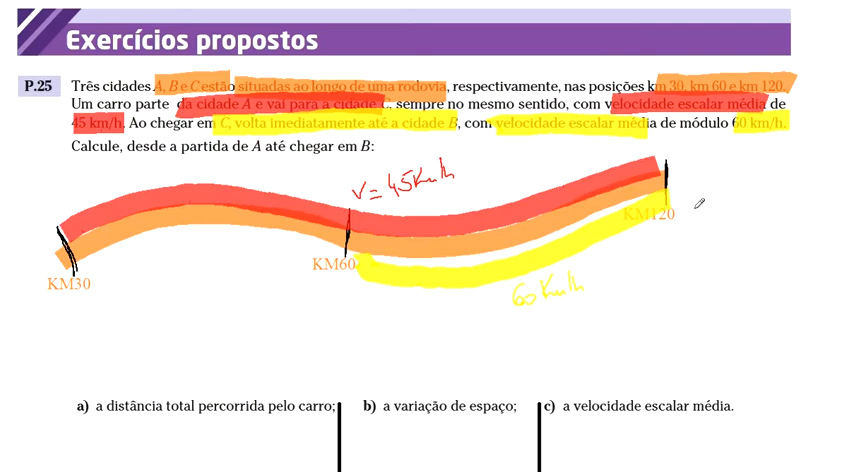 Exercícios propostos
P.25 Três cidades A, B e C estão situadas ao longo de uma rodovia, respectivamente, nas posições km 30, km 60 e km 120.
Um carro parte da cidade A e vai para a cidade C, sempre no mesmo sentido, com velocidade escalar média de
45 km/h. Ao chegar em C, volta imediatamente até a cidade B, com velocidade escalar média de módulo 60 km/h.
Calcule, desde a partida de A até chegar em B:
V = 45Km/h
KM120
KM60
KM30
60Km/h
a) a distância total percorrida pelo carro;
b) a variação de espaço;
c) a velocidade escalar média.